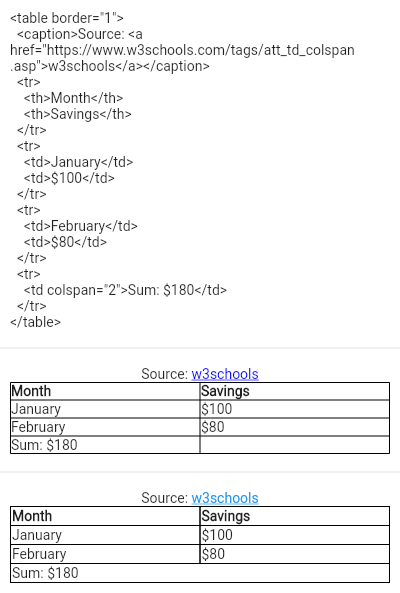 <table border="1">
<caption>Source: <a
href="https://www.w3schools.com/tags/att_td_colspan
.asp">w3schools</a></caption>
<tr>
<th>Month</th>
<th>Savings</th>
</tr>
<tr>
<td>January</td>
<td>$100</td>
</tr>
<tr>
<td>February</td>
<td>$80</td>
</tr>
<tr>
<td colspan="2">Sum: $180</td>
</tr>
</table>
Source: w3schools
Month Savings
January $100
February $80
Sum: $180
Source: w3schools
Month Savings
January $100
February $80
Sum: $180